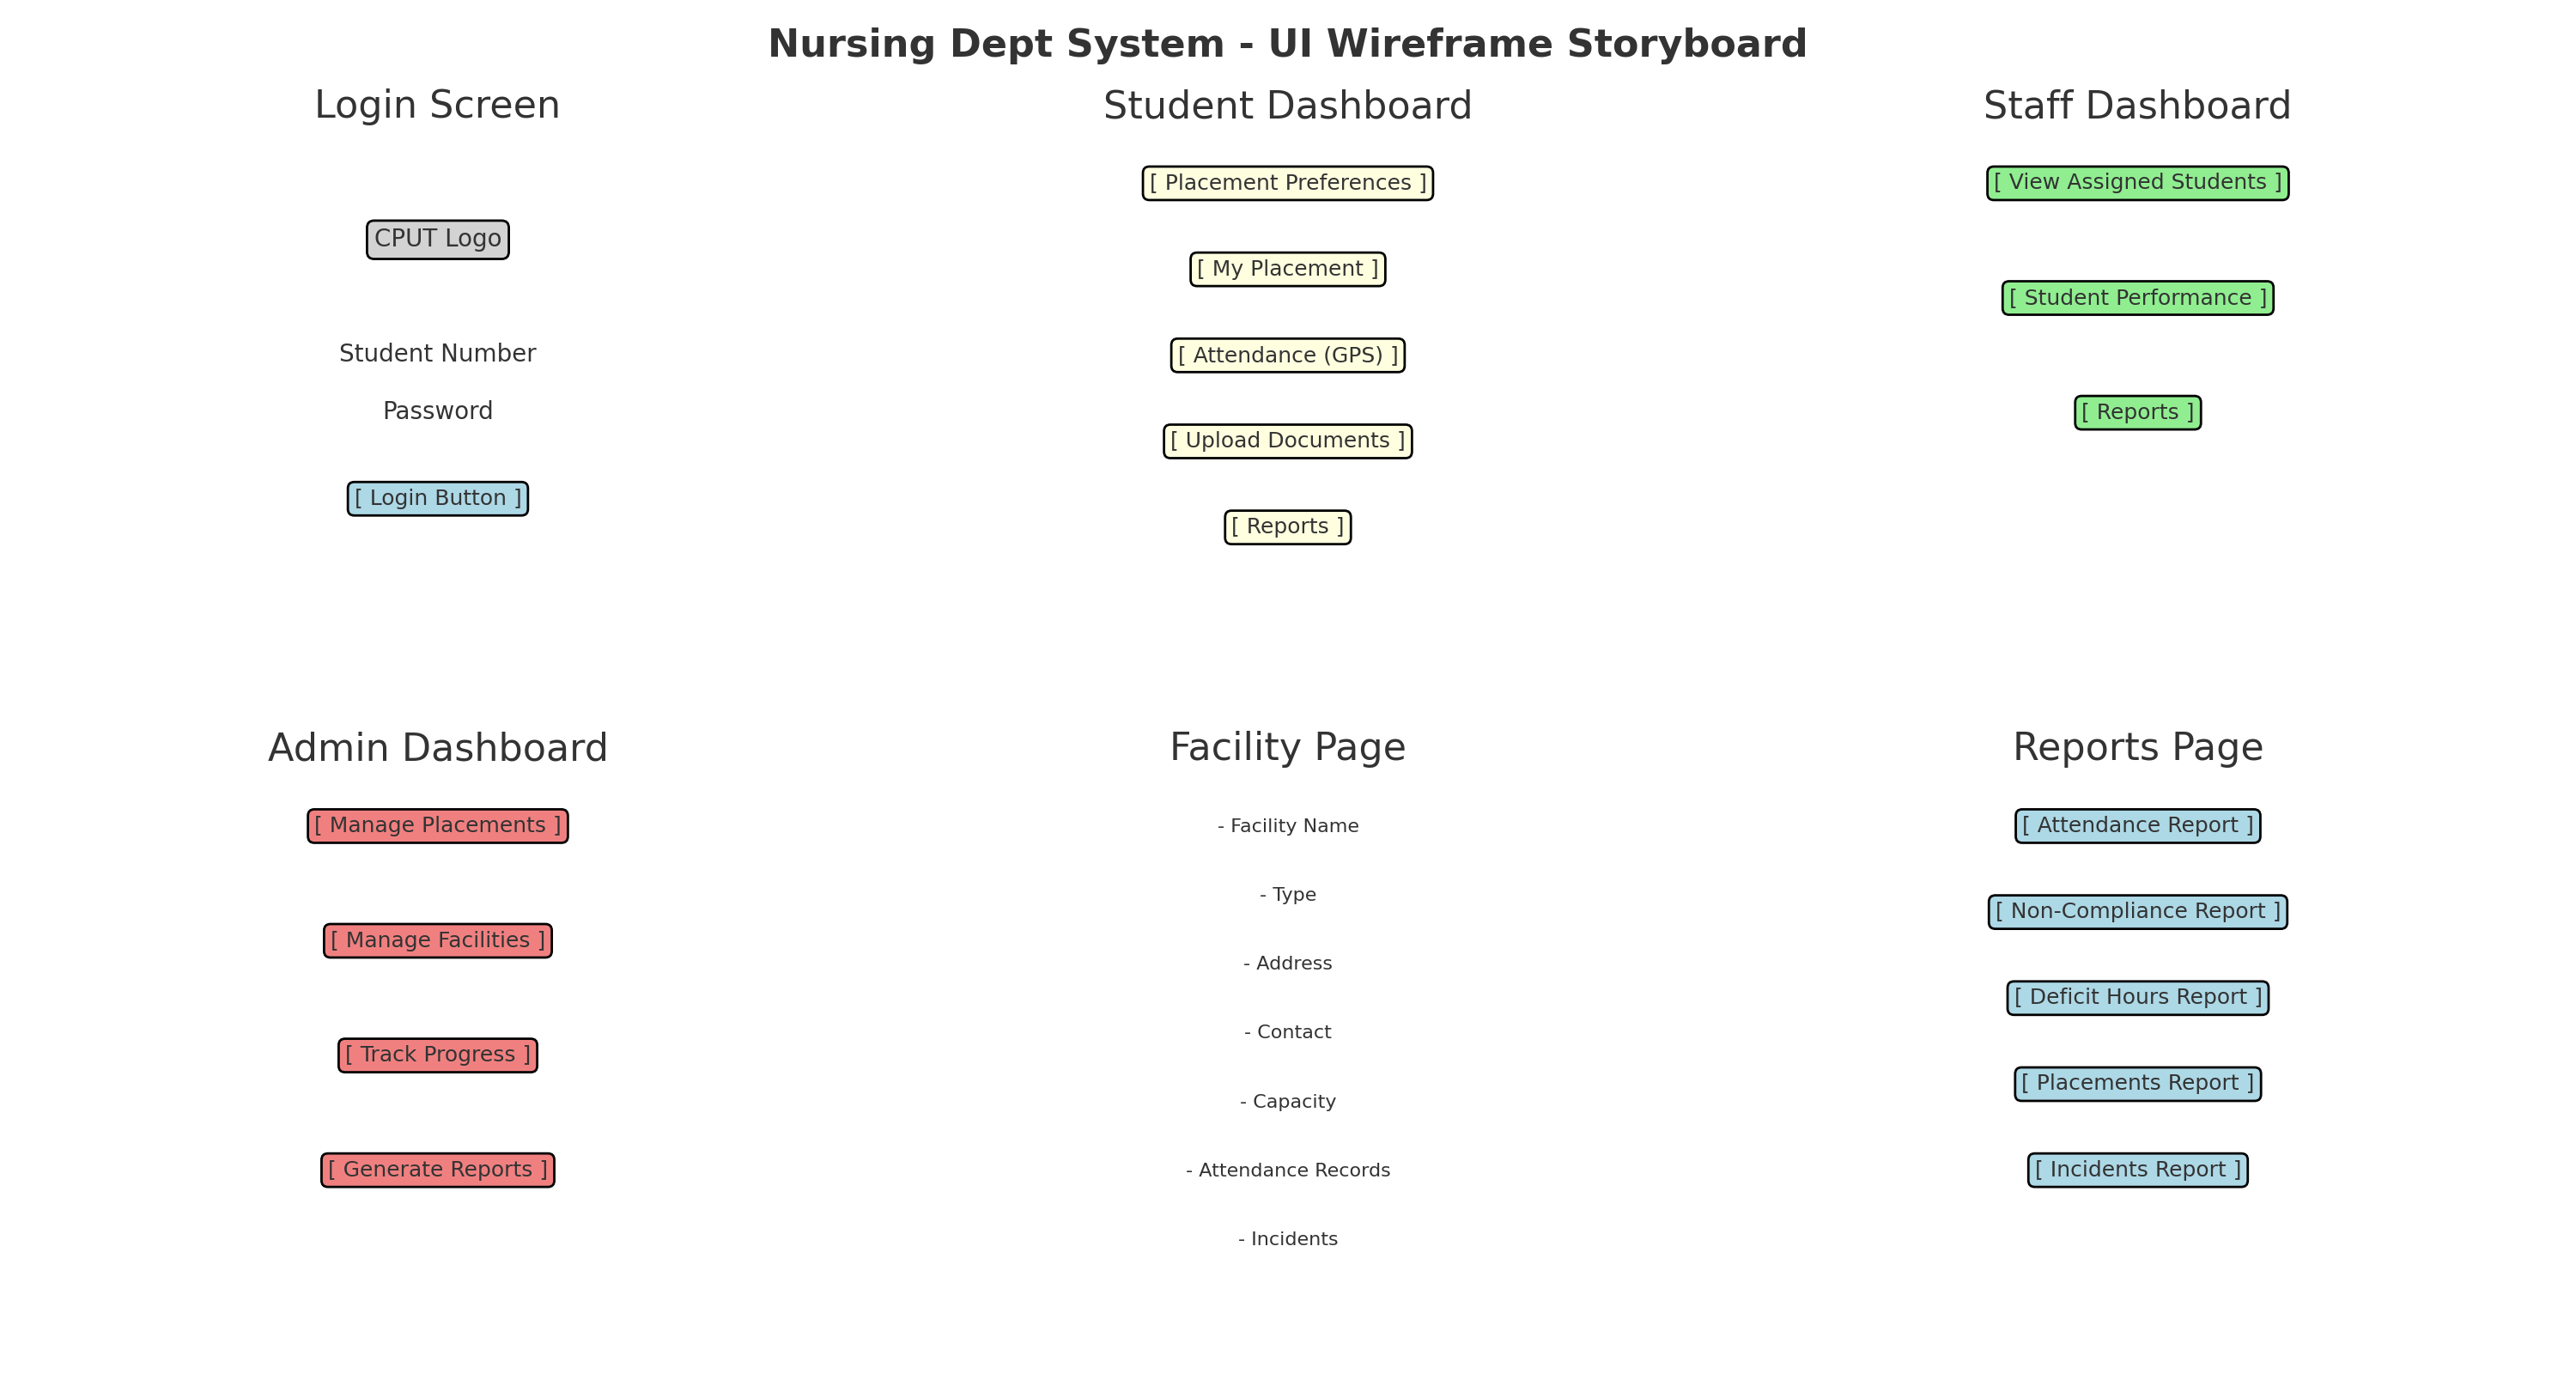 Nursing Dept System - UI Wireframe Storyboard
Login Screen
CPUT Logo
Student Number
Password
[ Login Button ]
Student Dashboard
[ Placement Preferences ]
[ My Placement ]
[ Attendance (GPS) ]
[ Upload Documents ]
[ Reports ]
Staff Dashboard
[ View Assigned Students ]
[ Student Performance ]
[ Reports ]
Admin Dashboard
[ Manage Placements ]
[ Manage Facilities ]
[ Track Progress ]
[ Generate Reports ]
Facility Page
- Facility Name
- Type
- Address
- Contact
- Capacity
- Attendance Records
- Incidents
Reports Page
[ Attendance Report ]
[ Non-Compliance Report ]
[ Deficit Hours Report ]
[ Placements Report ]
[ Incidents Report ]